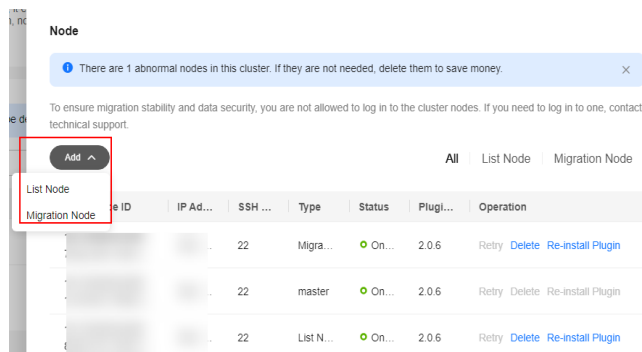 Node
There are 1 abnormal nodes in this cluster. If they are not needed, delete them to save money.
To ensure migration stability and data security, you are not allowed to log in to the cluster nodes. If you need to log in to one, contact
technical support.
Add
All List Node Migration Node
List Node
Migration Node
ID IP Ad... SSH ... Type Status Plugi... Operation
22 Migra... On... 2.0.6 Retry Delete Re-install Plugin
22 master On... 2.0.6 Retry Delete Re-install Plugin
22 List N... On... 2.0.6 Retry Delete Re-install Plugin